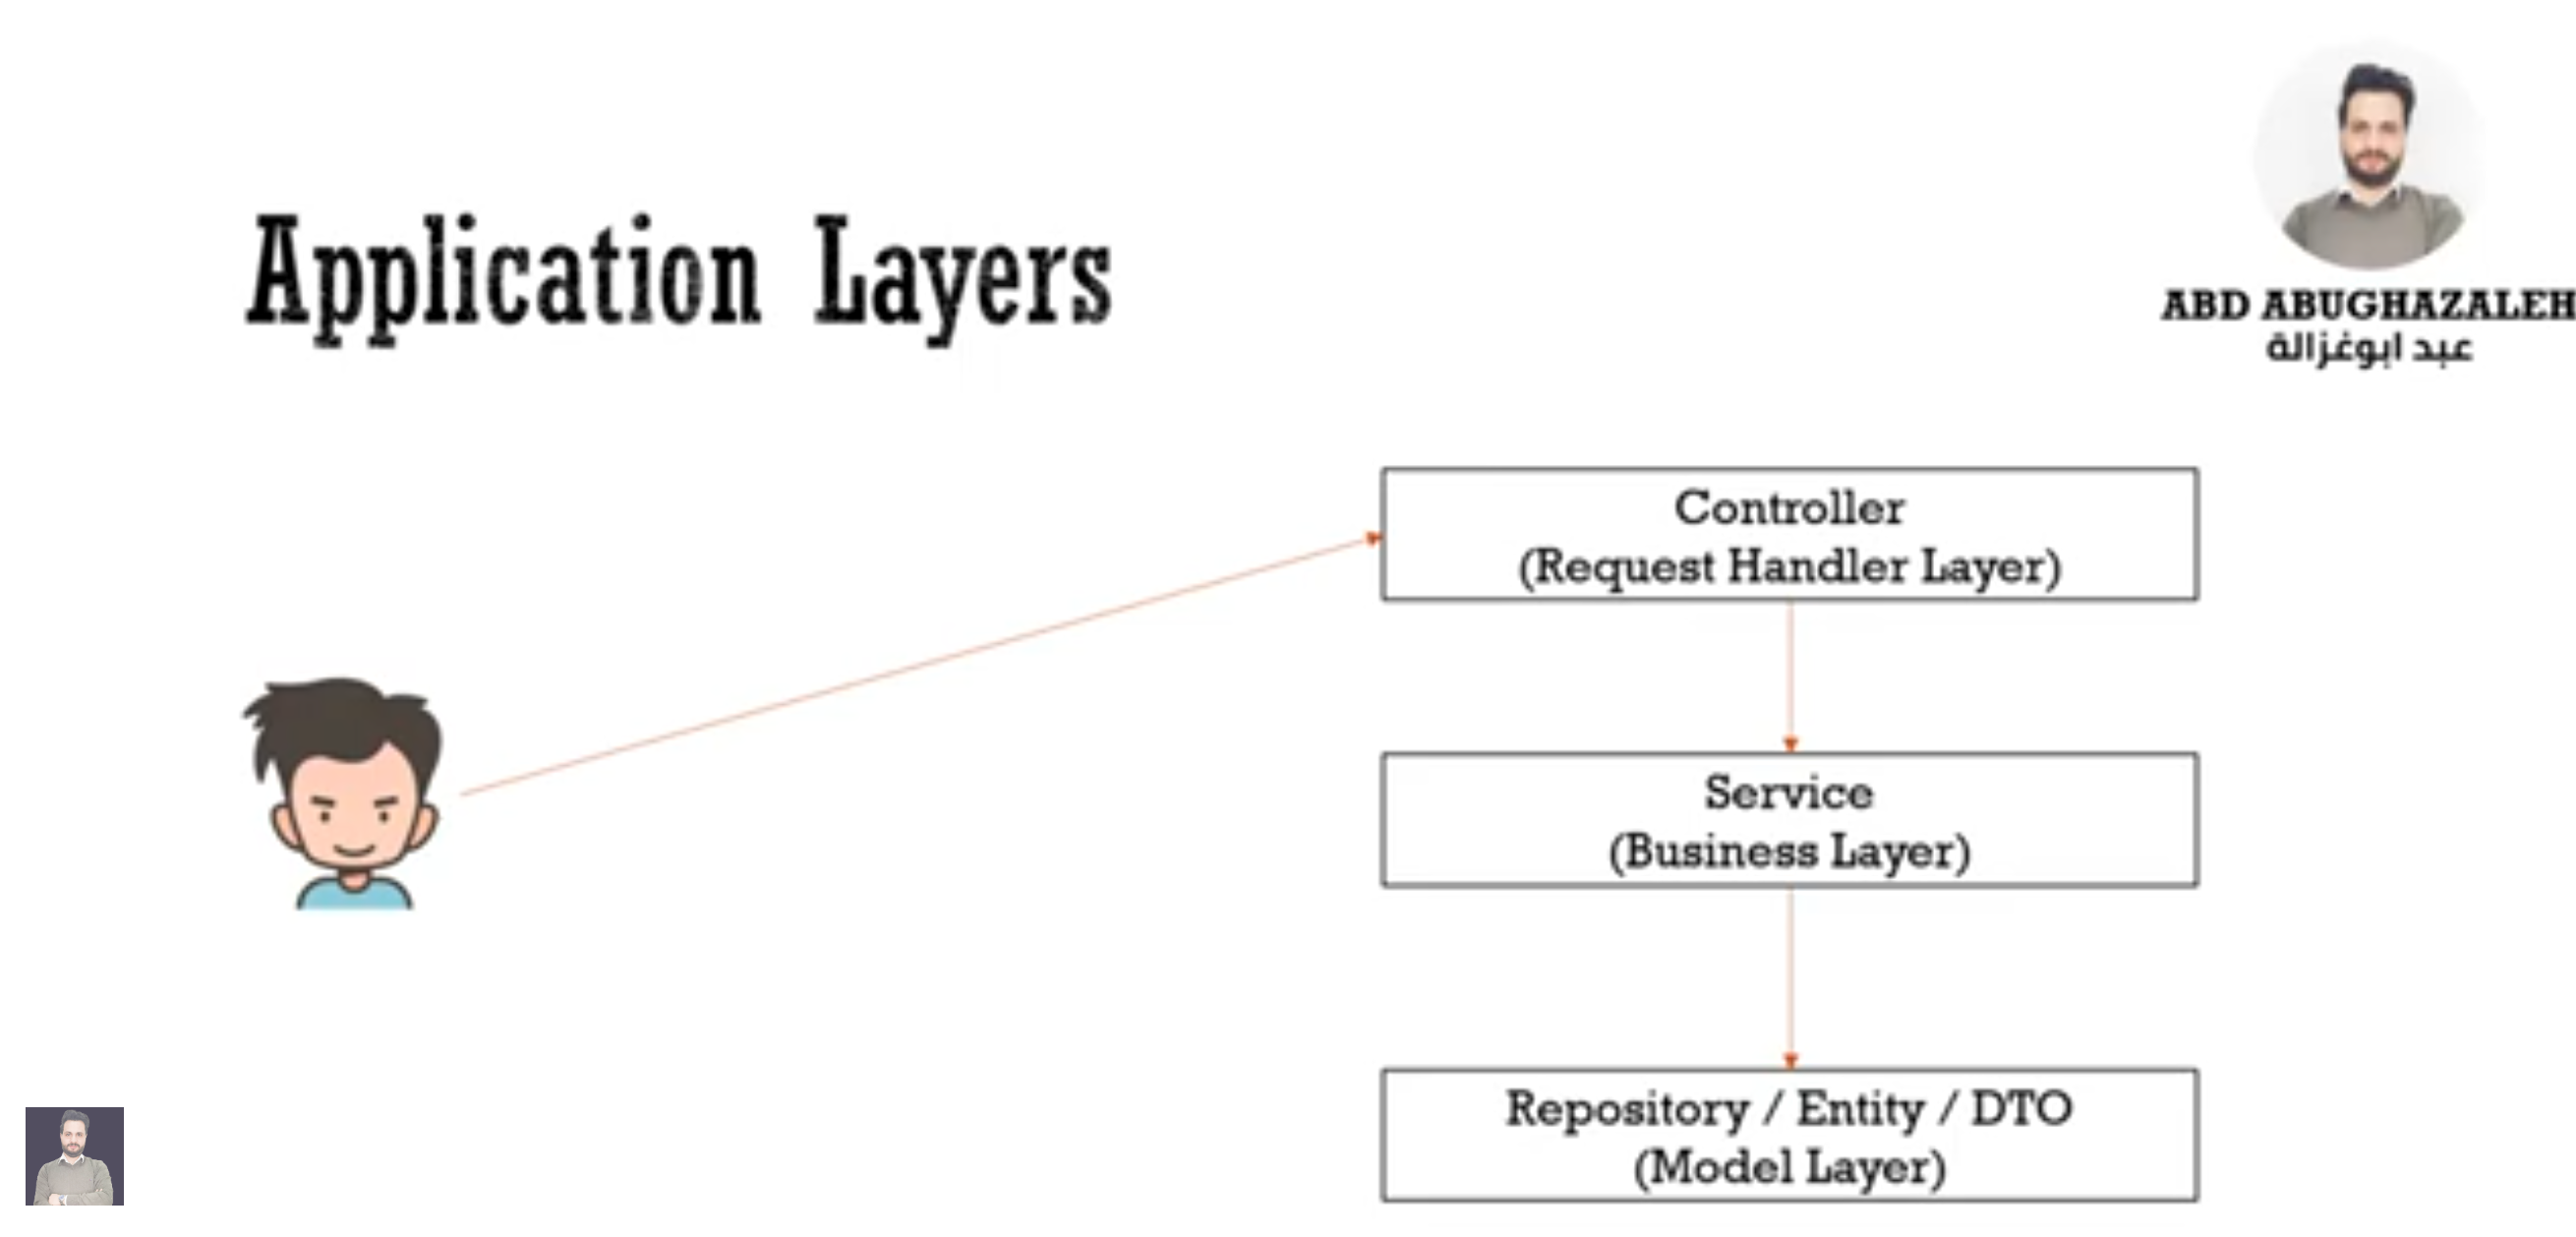 Application Layers
ABD ABUGHAZALEH
عبد ابوغزالة
Controller
(Request Handler Layer)
Service
(Business Layer)
Repository / Entity / DTO
(Model Layer)